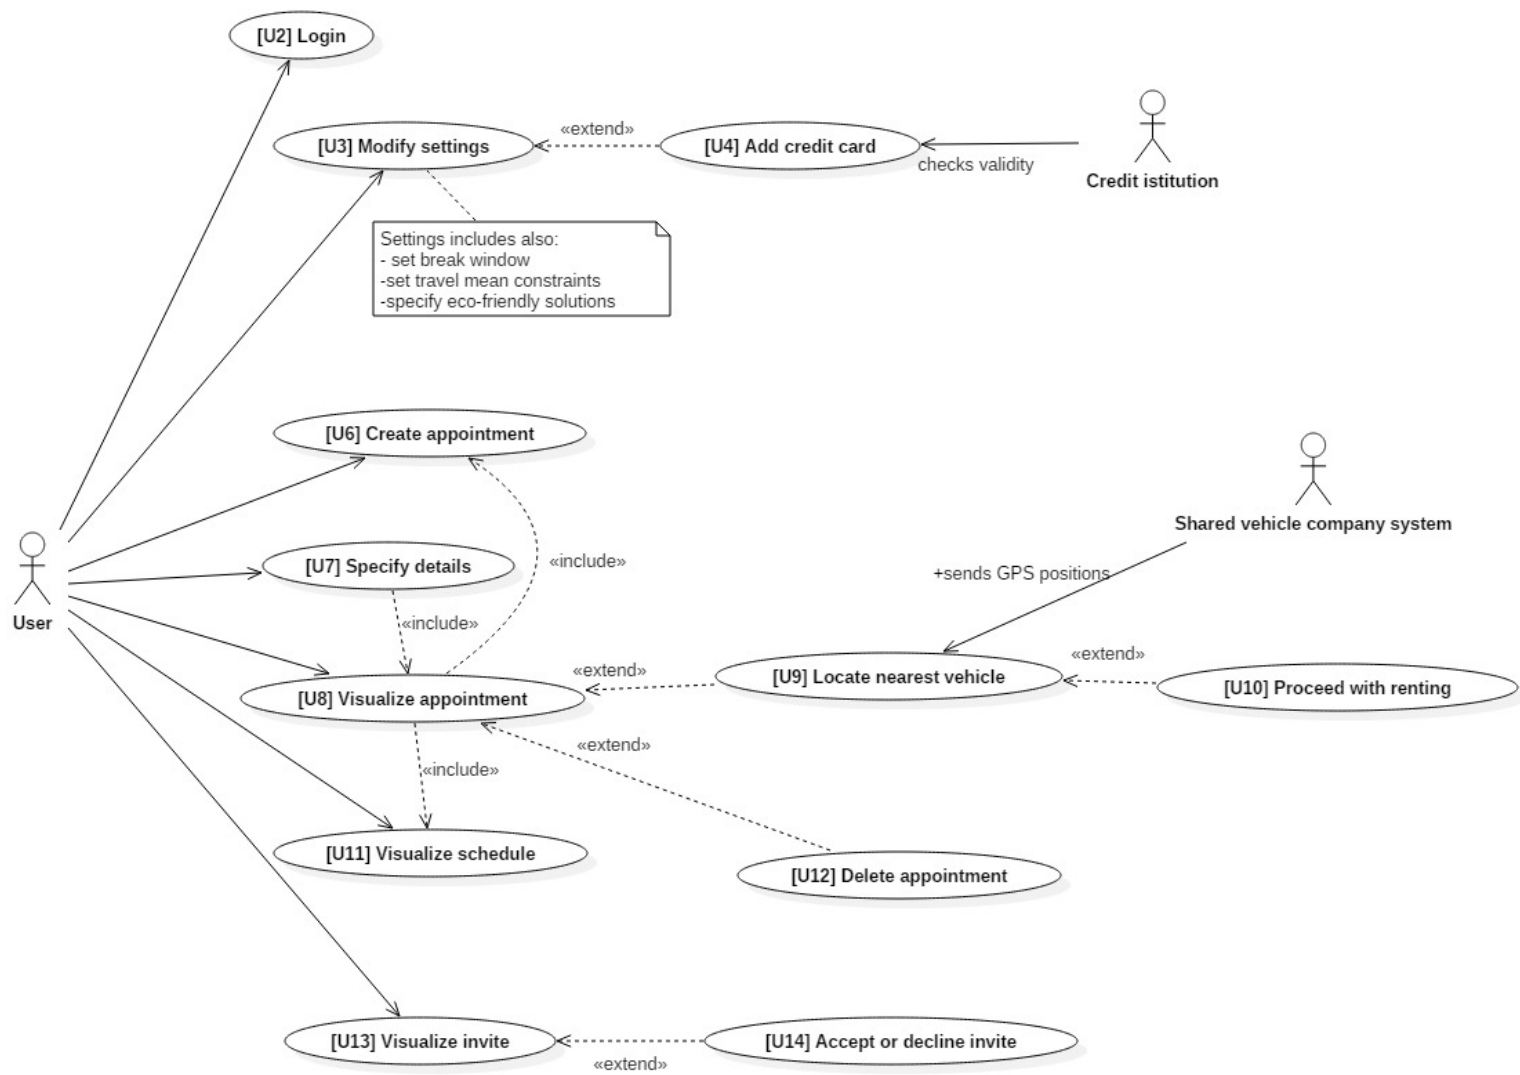 [U2] Login
[U3] Modify settings
«extend»
[U4] Add credit card
checks validity
Credit istitution
Settings includes also:
- set break window
-set travel mean constraints
-specify eco-friendly solutions
[U6] Create appointment
Shared vehicle company system
[U7] Specify details
«include»
+sends GPS positions
User
«include»
[U8] Visualize appointment
«extend»
[U9] Locate nearest vehicle
«extend»
[U10] Proceed with renting
«extend»
«include»
[U11] Visualize schedule
[U12] Delete appointment
[U13] Visualize invite
«extend»
[U14] Accept or decline invite